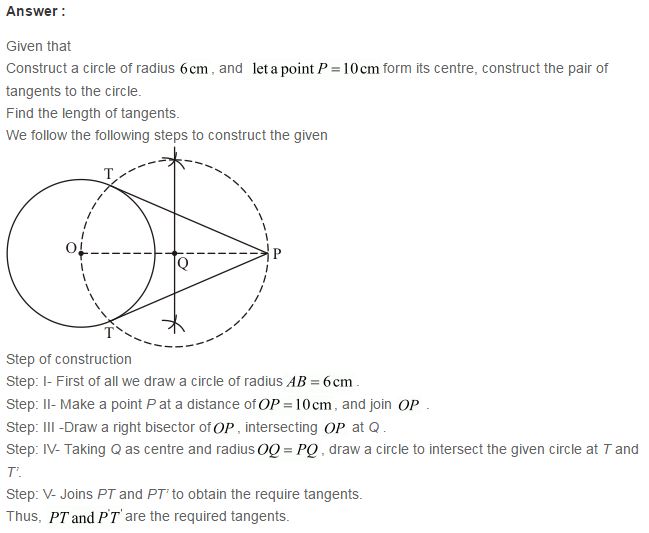 Answer :
Given that
Construct a circle of radius 6 cm , and let a point P = 10 cm form its centre, construct the pair of
tangents to the circle.
Find the length of tangents.
We follow the following steps to construct the given
T
O
Q
P
T'
Step of construction
Step: I- First of all we draw a circle of radius AB = 6 cm .
Step: II- Make a point P at a distance of OP = 10 cm , and join OP .
Step: III -Draw a right bisector of OP , intersecting OP at Q .
Step: IV- Taking Q as centre and radius OQ = PQ , draw a circle to intersect the given circle at T and
T'.
Step: V- Joins PT and PT' to obtain the require tangents.
Thus, PT and P'T' are the required tangents.